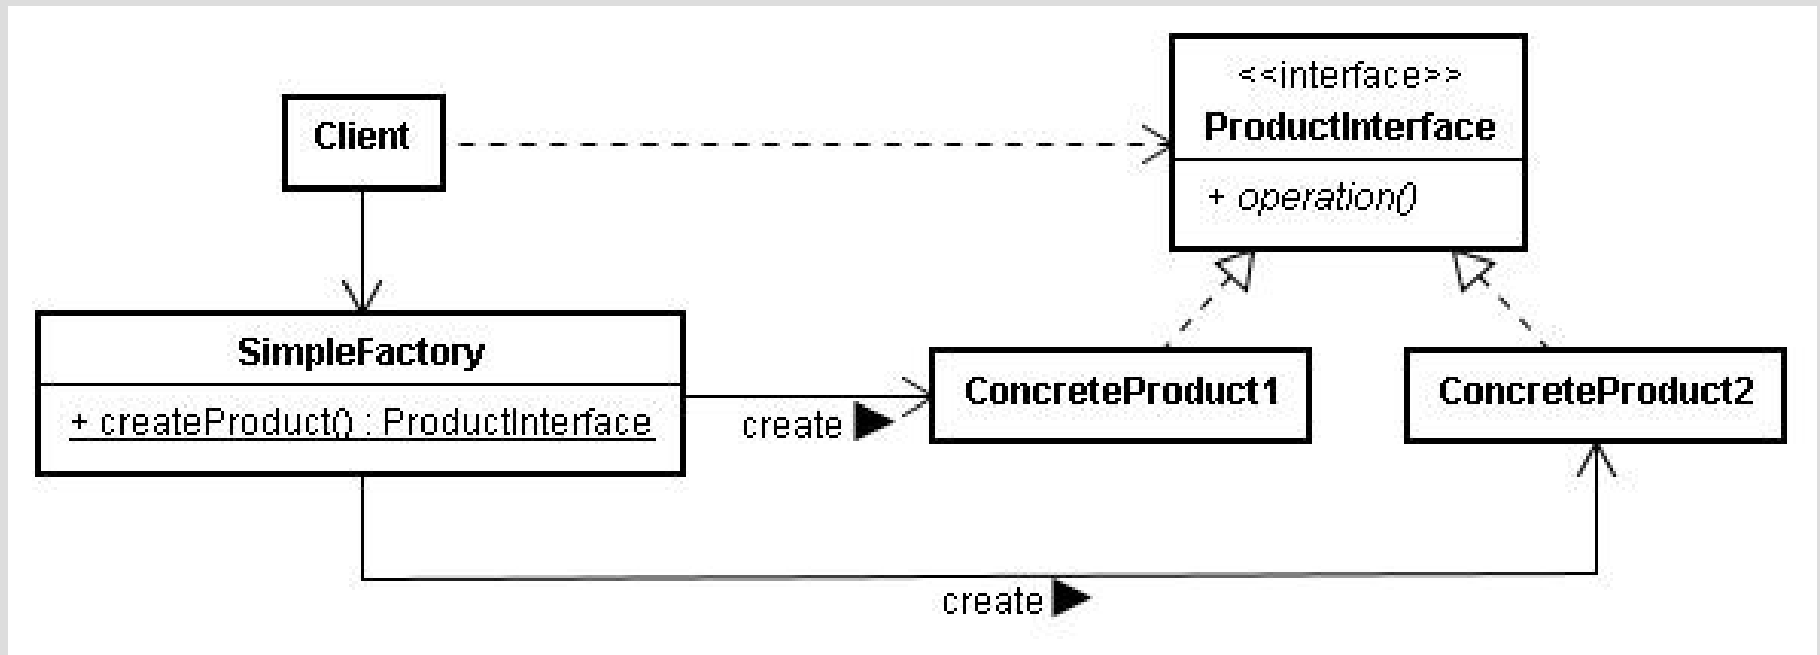 Client
<<interface>>
ProductInterface
+ operation()
SimpleFactory
+ createProduct() : ProductInterface
create
ConcreteProduct1
ConcreteProduct2
create